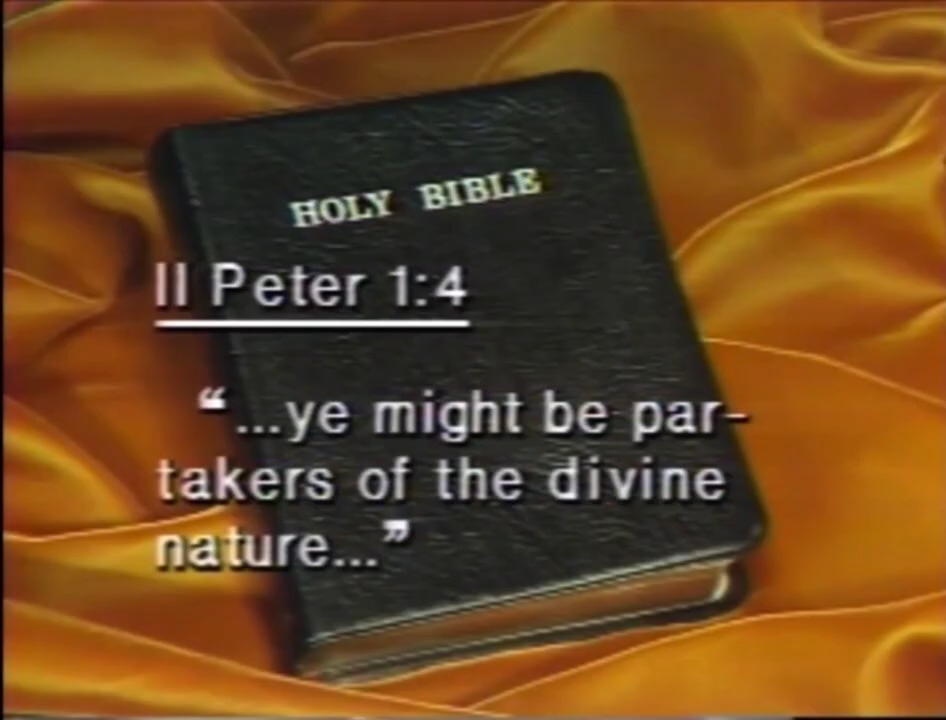 HOLY BIBLE
II Peter 1:4
“...ye might be par-
takers of the divine
nature...”